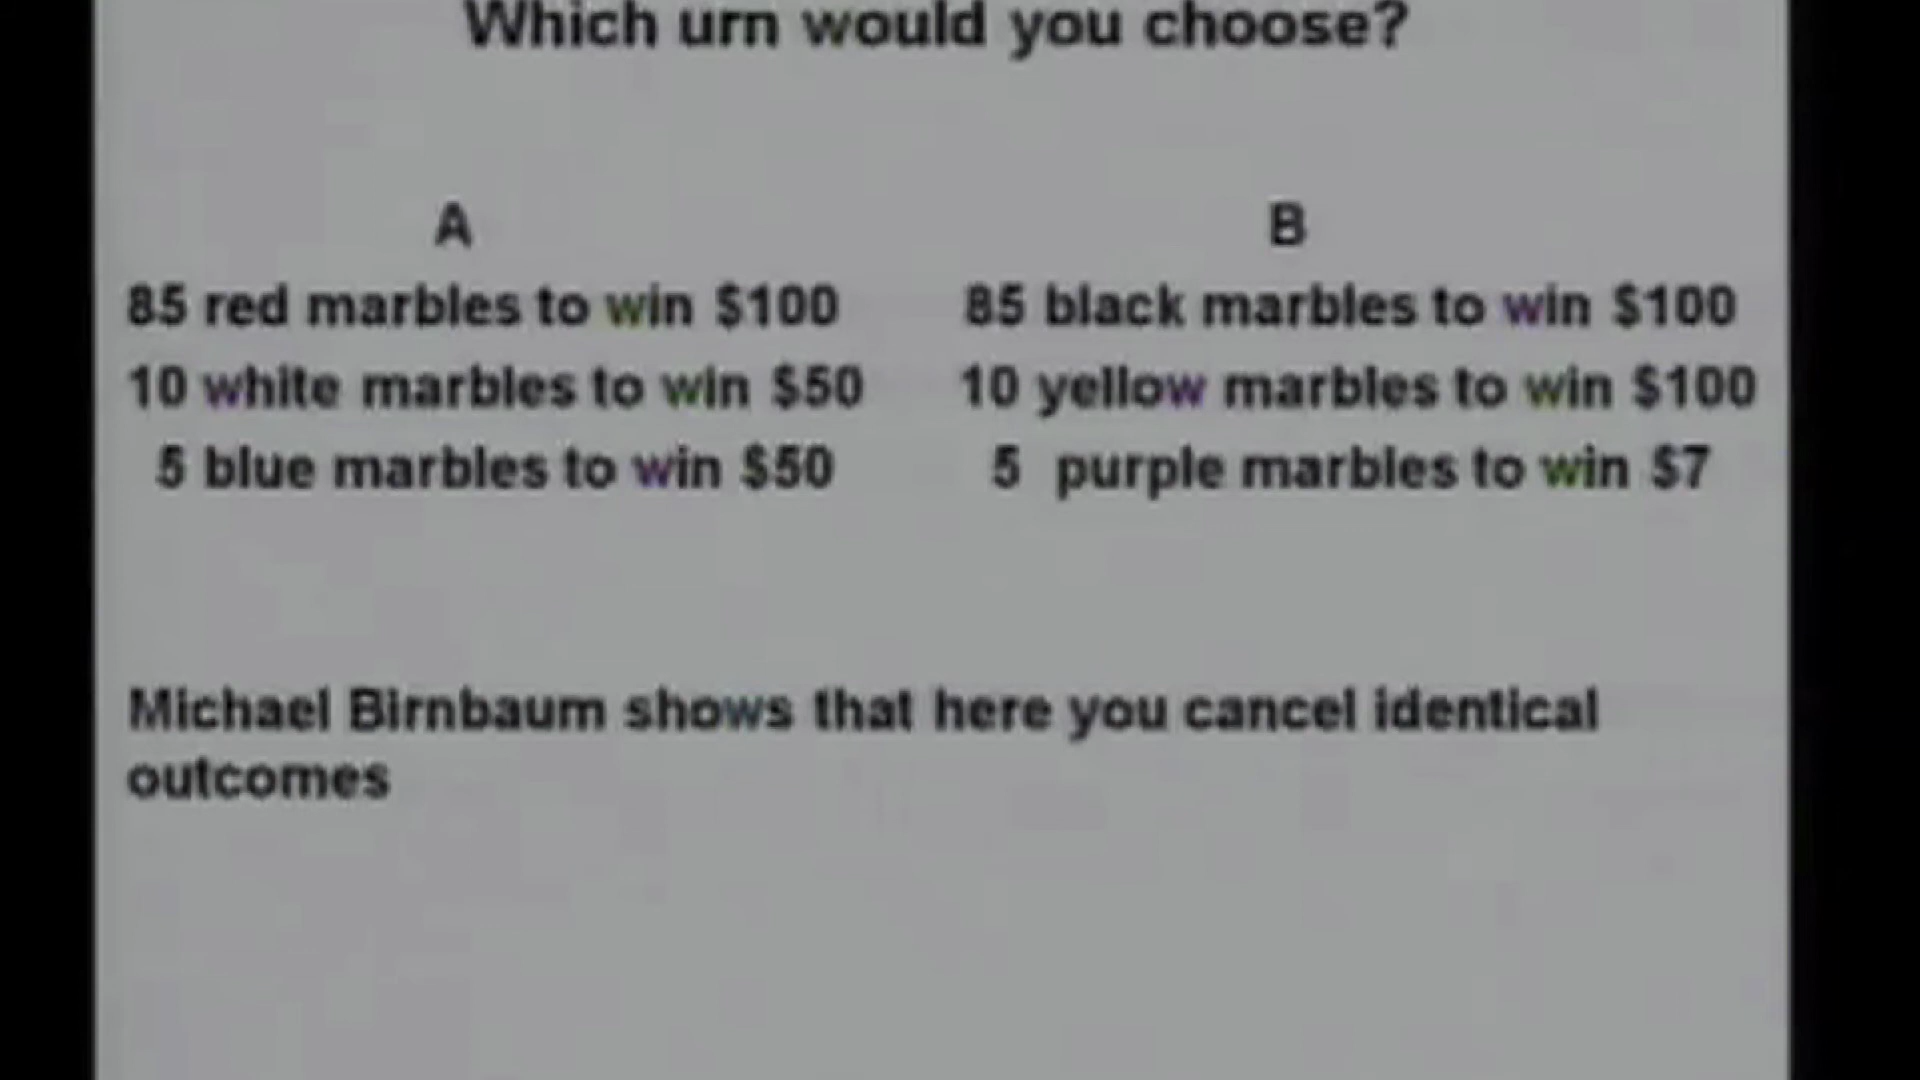 Which urn would you choose?
A
B
85 red marbles to win $100
85 black marbles to win $100
10 white marbles to win $50
10 yellow marbles to win $100
5 blue marbles to win $50
5 purple marbles to win $7
Michael Birnbaum shows that here you cancel identical
outcomes